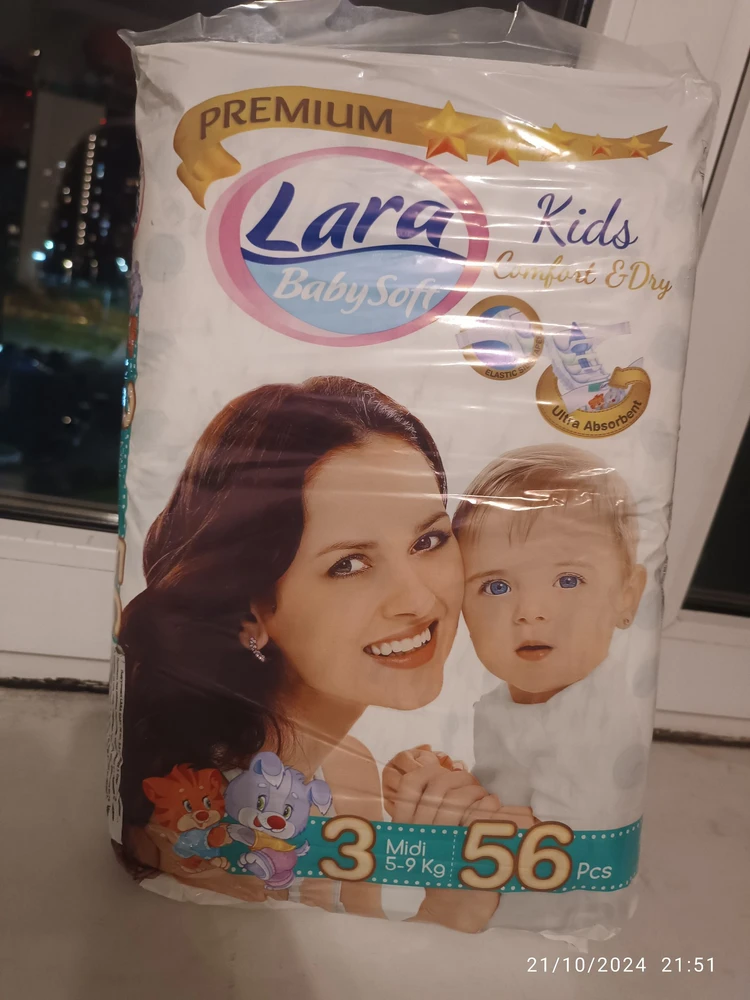 PREMIUM
Lara
BabySoft
Kids
Comfort & Dry
ELASTIC
Ultra Absorbent
3 Midi 56 Pcs
5-9 Kg
21/10/2024 21:51